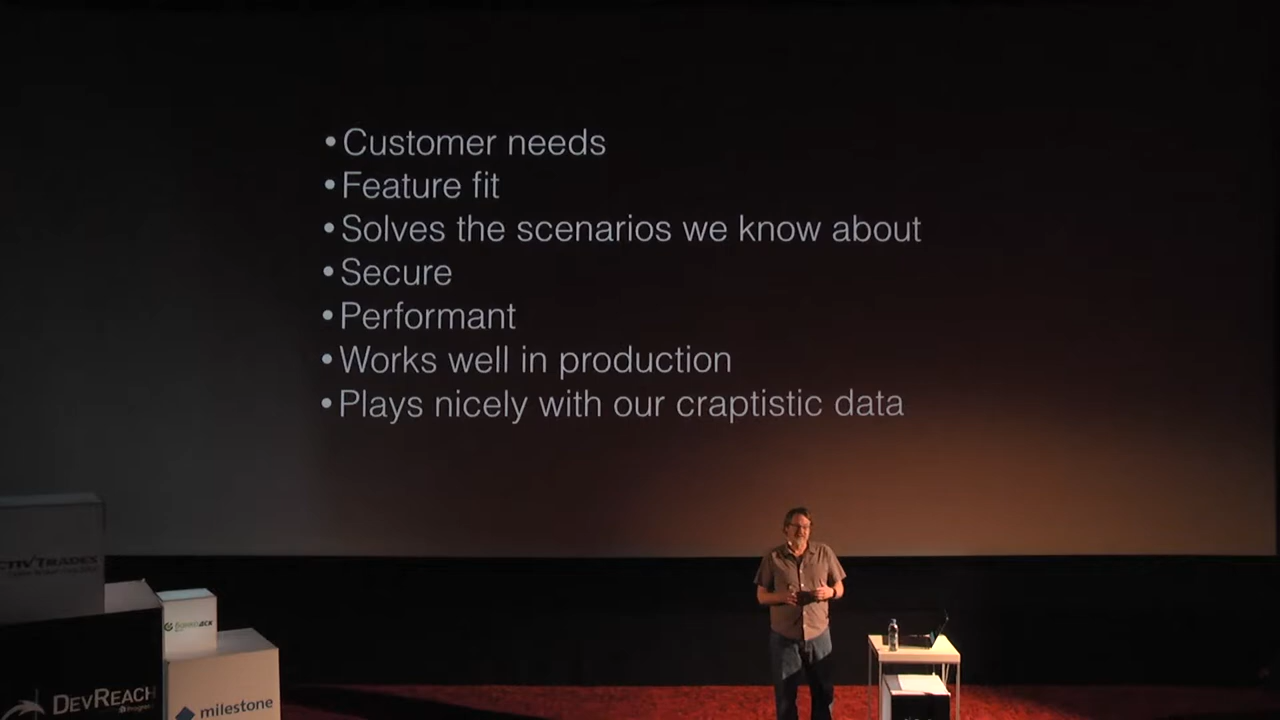 •Customer needs
•Feature fit
•Solves the scenarios we know about
•Secure
•Performant
•Works well in production
•Plays nicely with our craptistic data
DEVREACH
Progress
milestone